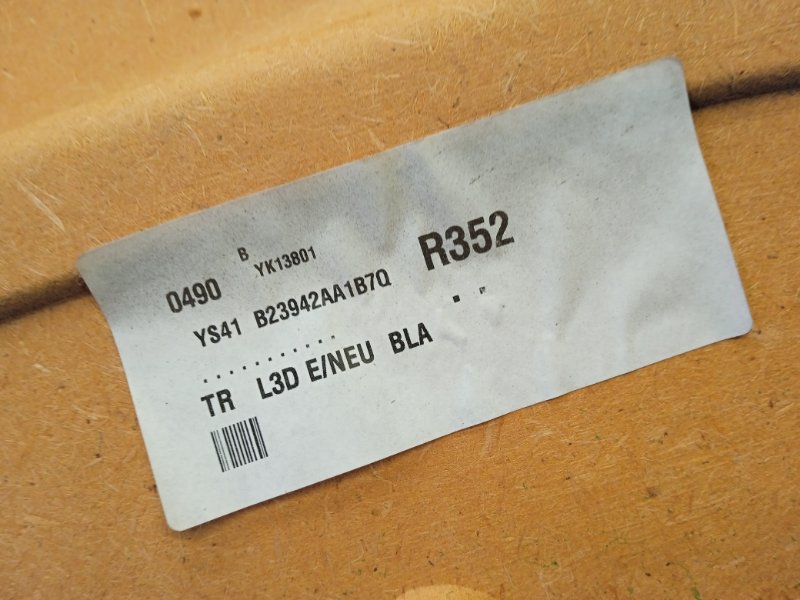 B
0490 YK13801 R352
YS41 B23942AA1B7Q
. . . . . . . . . . .
TR L3D E/NEU BLA